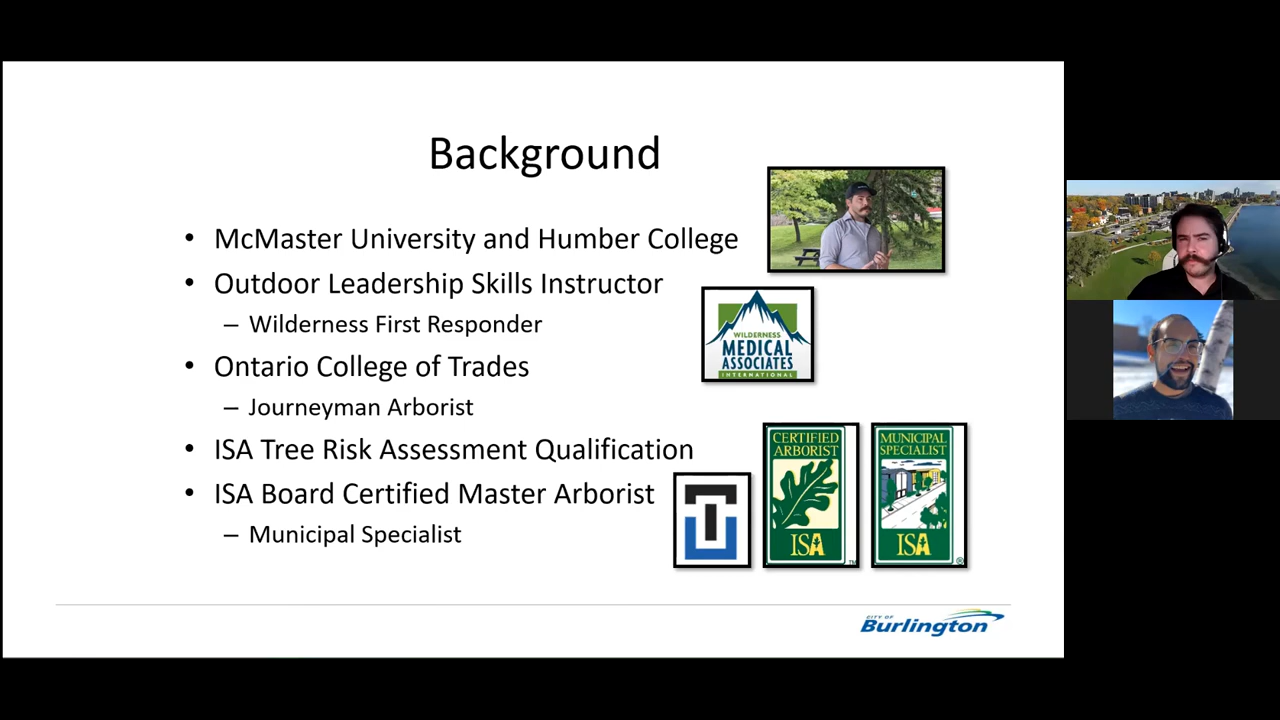 Background
• McMaster University and Humber College
• Outdoor Leadership Skills Instructor
– Wilderness First Responder
WILDERNESS
MEDICAL
ASSOCIATES
INTERNATIONAL
• Ontario College of Trades
– Journeyman Arborist
• ISA Tree Risk Assessment Qualification
• ISA Board Certified Master Arborist
– Municipal Specialist
CERTIFIED
ARBORIST
ISA
TM
MUNICIPAL
SPECIALIST
ISA
®
CITY OF
Burlington